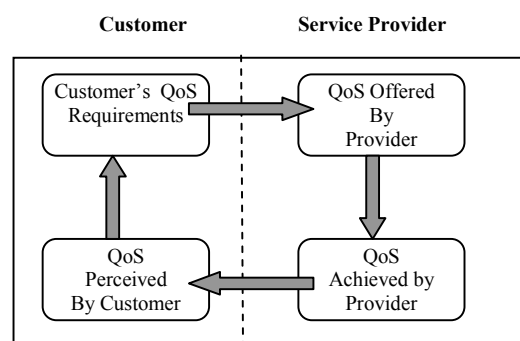 Customer
Service Provider
Customer's QoS
Requirements
QoS Offered
By
Provider
QoS
Perceived
By Customer
QoS
Achieved by
Provider